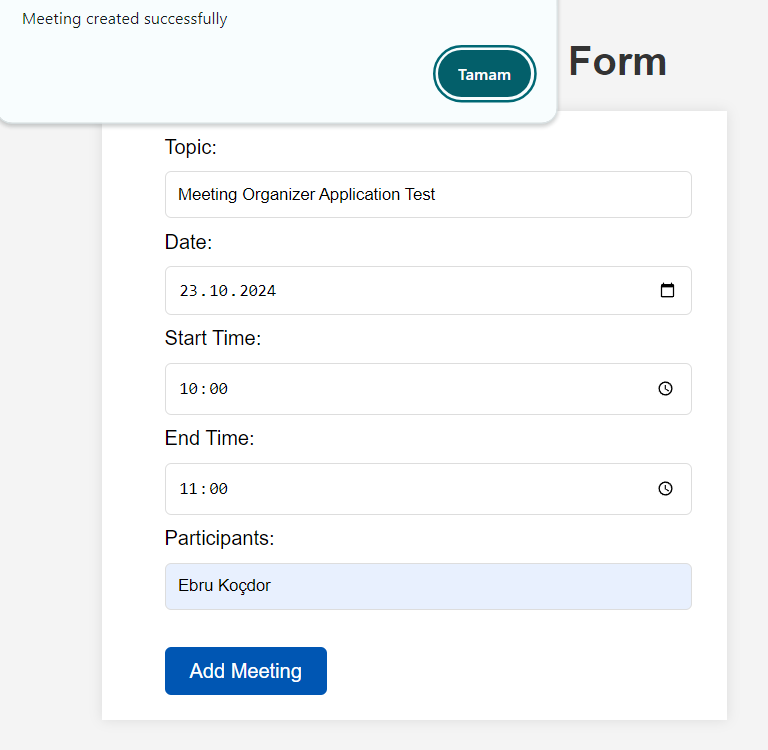 Meeting created successfully
Tamam
Form
Topic:
Meeting Organizer Application Test
Date:
23.10.2024
Start Time:
10:00
End Time:
11:00
Participants:
Ebru Koçdor
Add Meeting